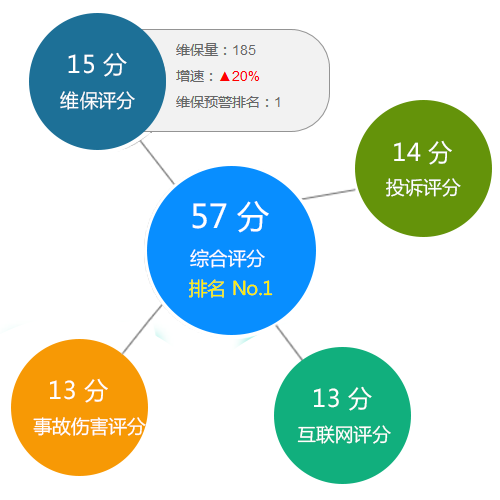 15 分
维保评分
维保量：185
增速：▲20%
维保预警排名：1
14 分
投诉评分
57 分
综合评分
排名 No.1
13 分
事故伤害评分
13 分
互联网评分